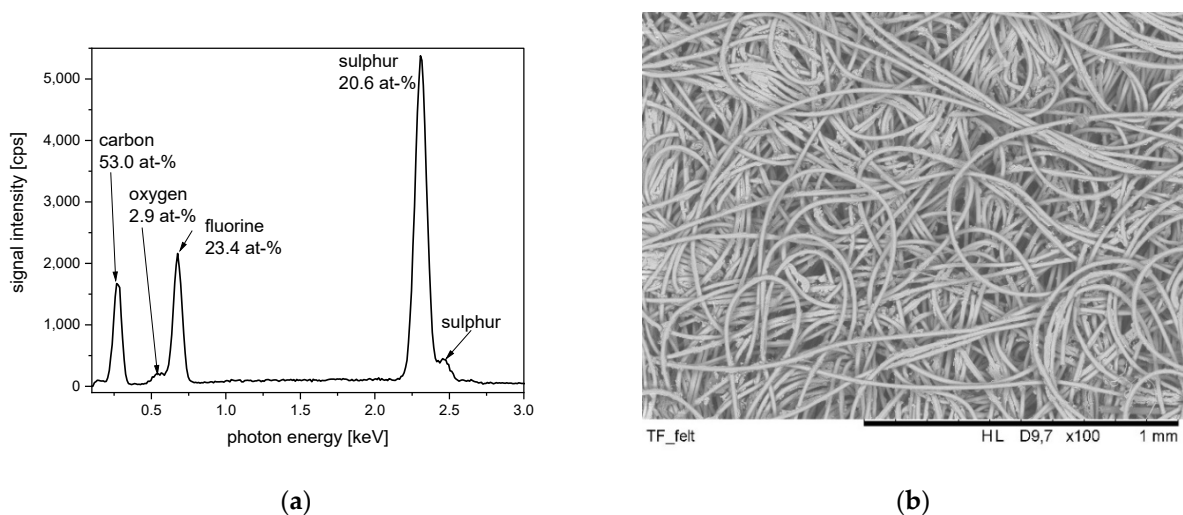 5,000
4,000
3,000
2,000
1,000
0
signal intensity [cps]
carbon
53.0 at-%
oxygen
2.9 at-%
fluorine
23.4 at-%
sulphur
20.6 at-%
sulphur
0.5
1.0
1.5
2.0
2.5
3.0
photon energy [keV]
(a)
TF_felt
HL D9,7 x100 1 mm
(b)